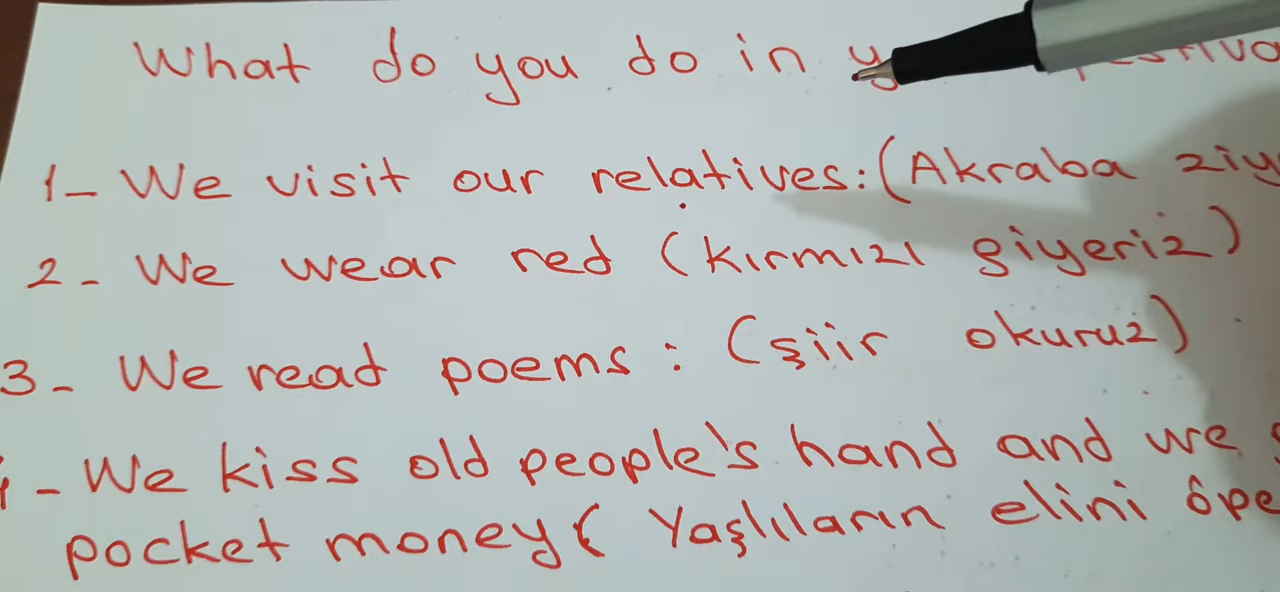 What do you do in
1- We visit our relatives: (Akraba
2- We wear red (kırmızı giyeriz)
3- We read poems: (şiir okuruz)
- We kiss old people's hand and we
pocket money ( Yaşlıların elini